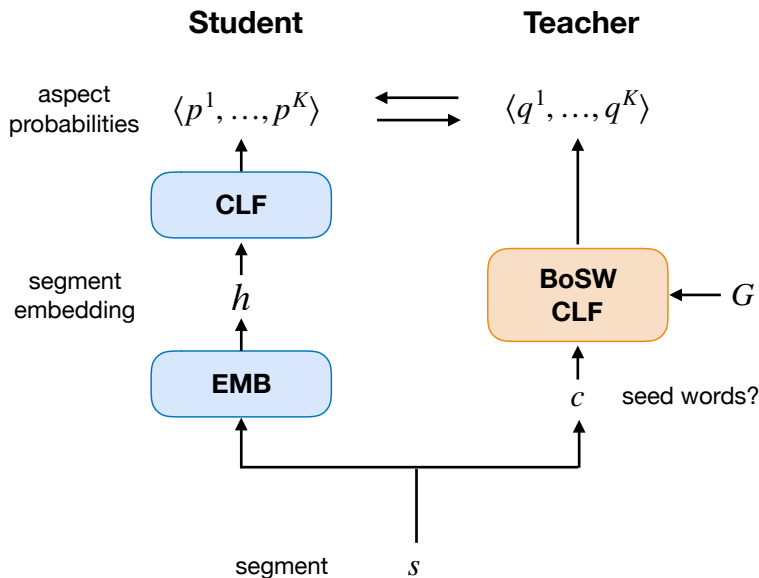 Student
Teacher
aspect
probabilities
⟨p¹, …, pᴷ⟩
⟨q¹, …, qᴷ⟩
CLF
segment
embedding
h
BoSW
CLF
G
EMB
c
seed words?
segment
s